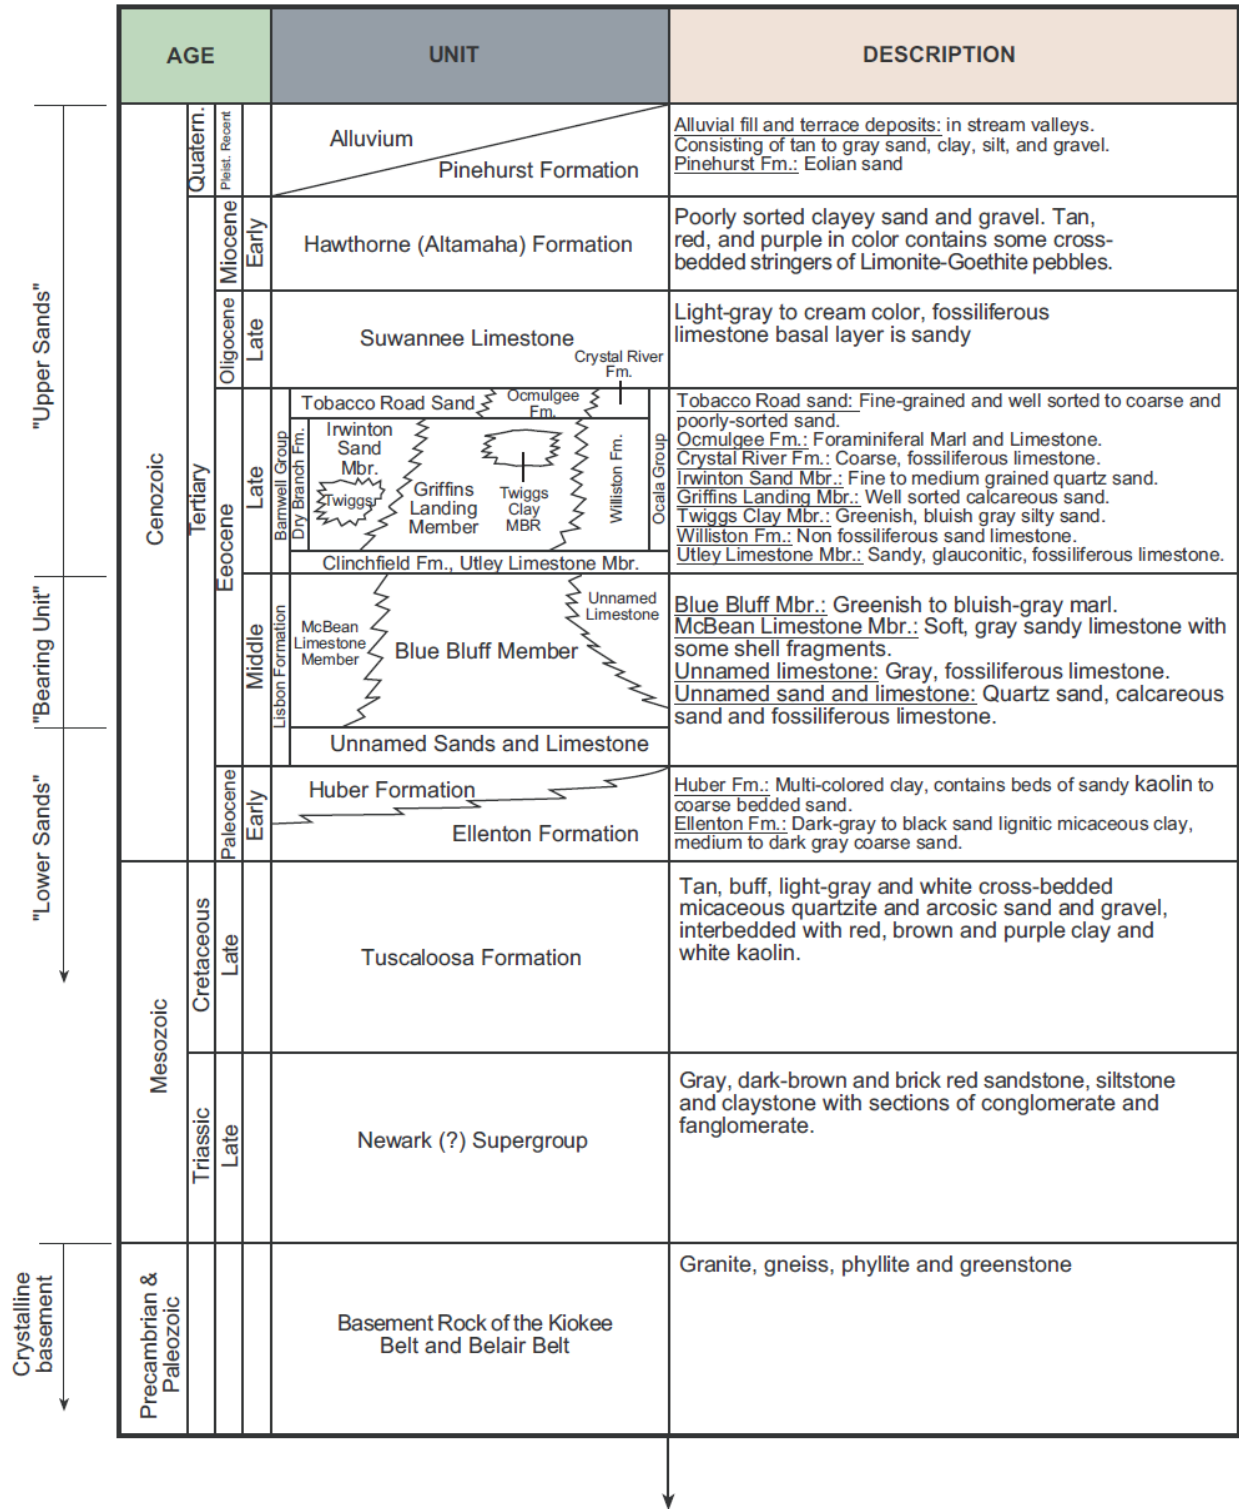 AGE
UNIT
DESCRIPTION
"Upper Sands"
"Bearing Unit"
"Lower Sands"
Crystalline
basement
Cenozoic
Mesozoic
Precambrian &
Paleozoic
Quatern.
Tertiary
Cretaceous
Triassic
Pleist. Recent
Miocene
Oligocene
Eeocene
Paleocene
Late
Late
Early
Late
Late
Middle
Early
Alluvium
Pinehurst Formation
Alluvial fill and terrace deposits: in stream valleys.
Consisting of tan to gray sand, clay, silt, and gravel.
Pinehurst Fm.: Eolian sand
Hawthorne (Altamaha) Formation
Poorly sorted clayey sand and gravel. Tan,
red, and purple in color contains some cross-
bedded stringers of Limonite-Goethite pebbles.
Suwannee Limestone
Light-gray to cream color, fossiliferous
limestone basal layer is sandy
Crystal River
Fm.
Barnwell Group
Dry Branch Fm.
Tobacco Road Sand
Ocmulgee
Fm.
Irwinton
Sand
Mbr.
Twiggs
Griffins
Landing
Member
Twiggs
Clay
MBR
Williston Fm.
Ocala Group
Clinchfield Fm., Utley Limestone Mbr.
Tobacco Road sand: Fine-grained and well sorted to coarse and
poorly-sorted sand.
Ocmulgee Fm.: Foraminiferal Marl and Limestone.
Crystal River Fm.: Coarse, fossiliferous limestone.
Irwinton Sand Mbr.: Fine to medium grained quartz sand.
Griffins Landing Mbr.: Well sorted calcareous sand.
Twiggs Clay Mbr.: Greenish, bluish gray silty sand.
Williston Fm.: Non fossiliferous sand limestone.
Utley Limestone Mbr.: Sandy, glauconitic, fossiliferous limestone.
Lisbon Formation
McBean
Limestone
Member
Blue Bluff Member
Unnamed
Limestone
Unnamed Sands and Limestone
Blue Bluff Mbr.: Greenish to bluish-gray marl.
McBean Limestone Mbr.: Soft, gray sandy limestone with
some shell fragments.
Unnamed limestone: Gray, fossiliferous limestone.
Unnamed sand and limestone: Quartz sand, calcareous
sand and fossiliferous limestone.
Huber Formation
Ellenton Formation
Huber Fm.: Multi-colored clay, contains beds of sandy kaolin to
coarse bedded sand.
Ellenton Fm.: Dark-gray to black sand lignitic micaceous clay,
medium to dark gray coarse sand.
Tuscaloosa Formation
Tan, buff, light-gray and white cross-bedded
micaceous quartzite and arcosic sand and gravel,
interbedded with red, brown and purple clay and
white kaolin.
Newark (?) Supergroup
Gray, dark-brown and brick red sandstone, siltstone
and claystone with sections of conglomerate and
fanglomerate.
Basement Rock of the Kiokee
Belt and Belair Belt
Granite, gneiss, phyllite and greenstone